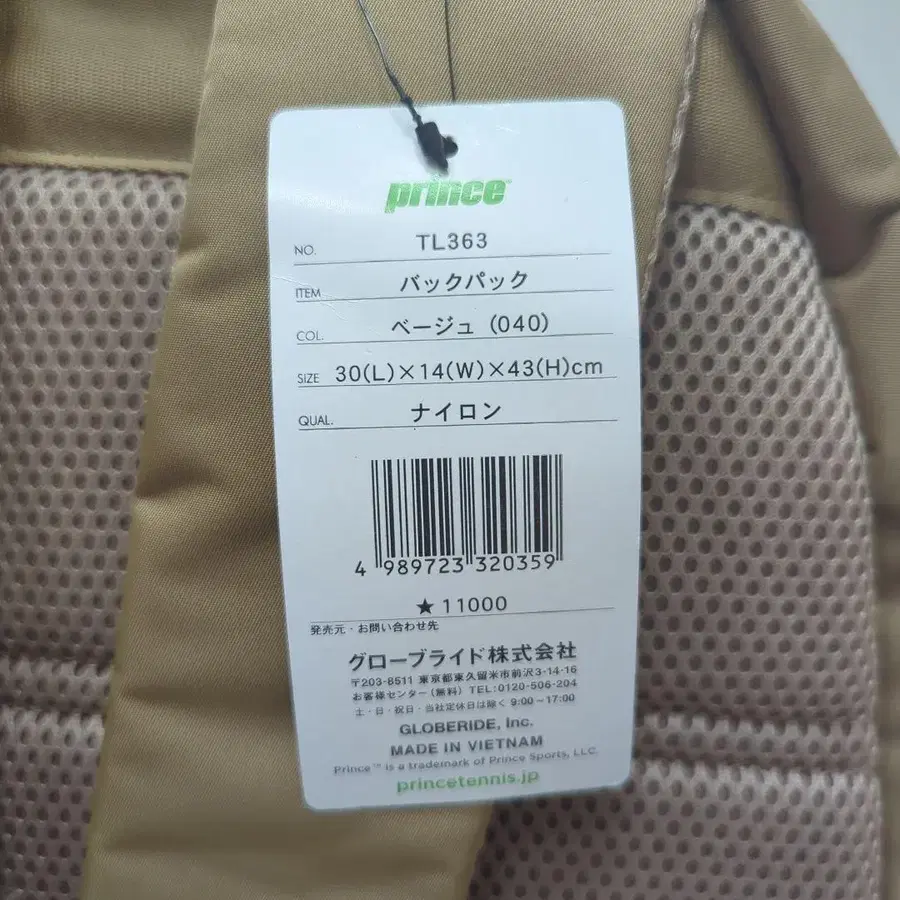 prince™
NO. TL363
ITEM バックパック
COL. ベージュ (040)
SIZE 30(L)×14(W)×43(H)cm
QUAL. ナイロン
4 989723 320359
★ 11000
発売元・お問い合わせ先
グローブライド株式会社
〒203-8511 東京都東久留米市前沢3-14-16
お客様センター(無料) TEL:0120-506-204
土・日・祝日・当社定休日は除く 9:00~17:00
GLOBERIDE, Inc.
MADE IN VIETNAM
Prince™ is a trademark of Prince Sports, LLC.
princetennis.jp